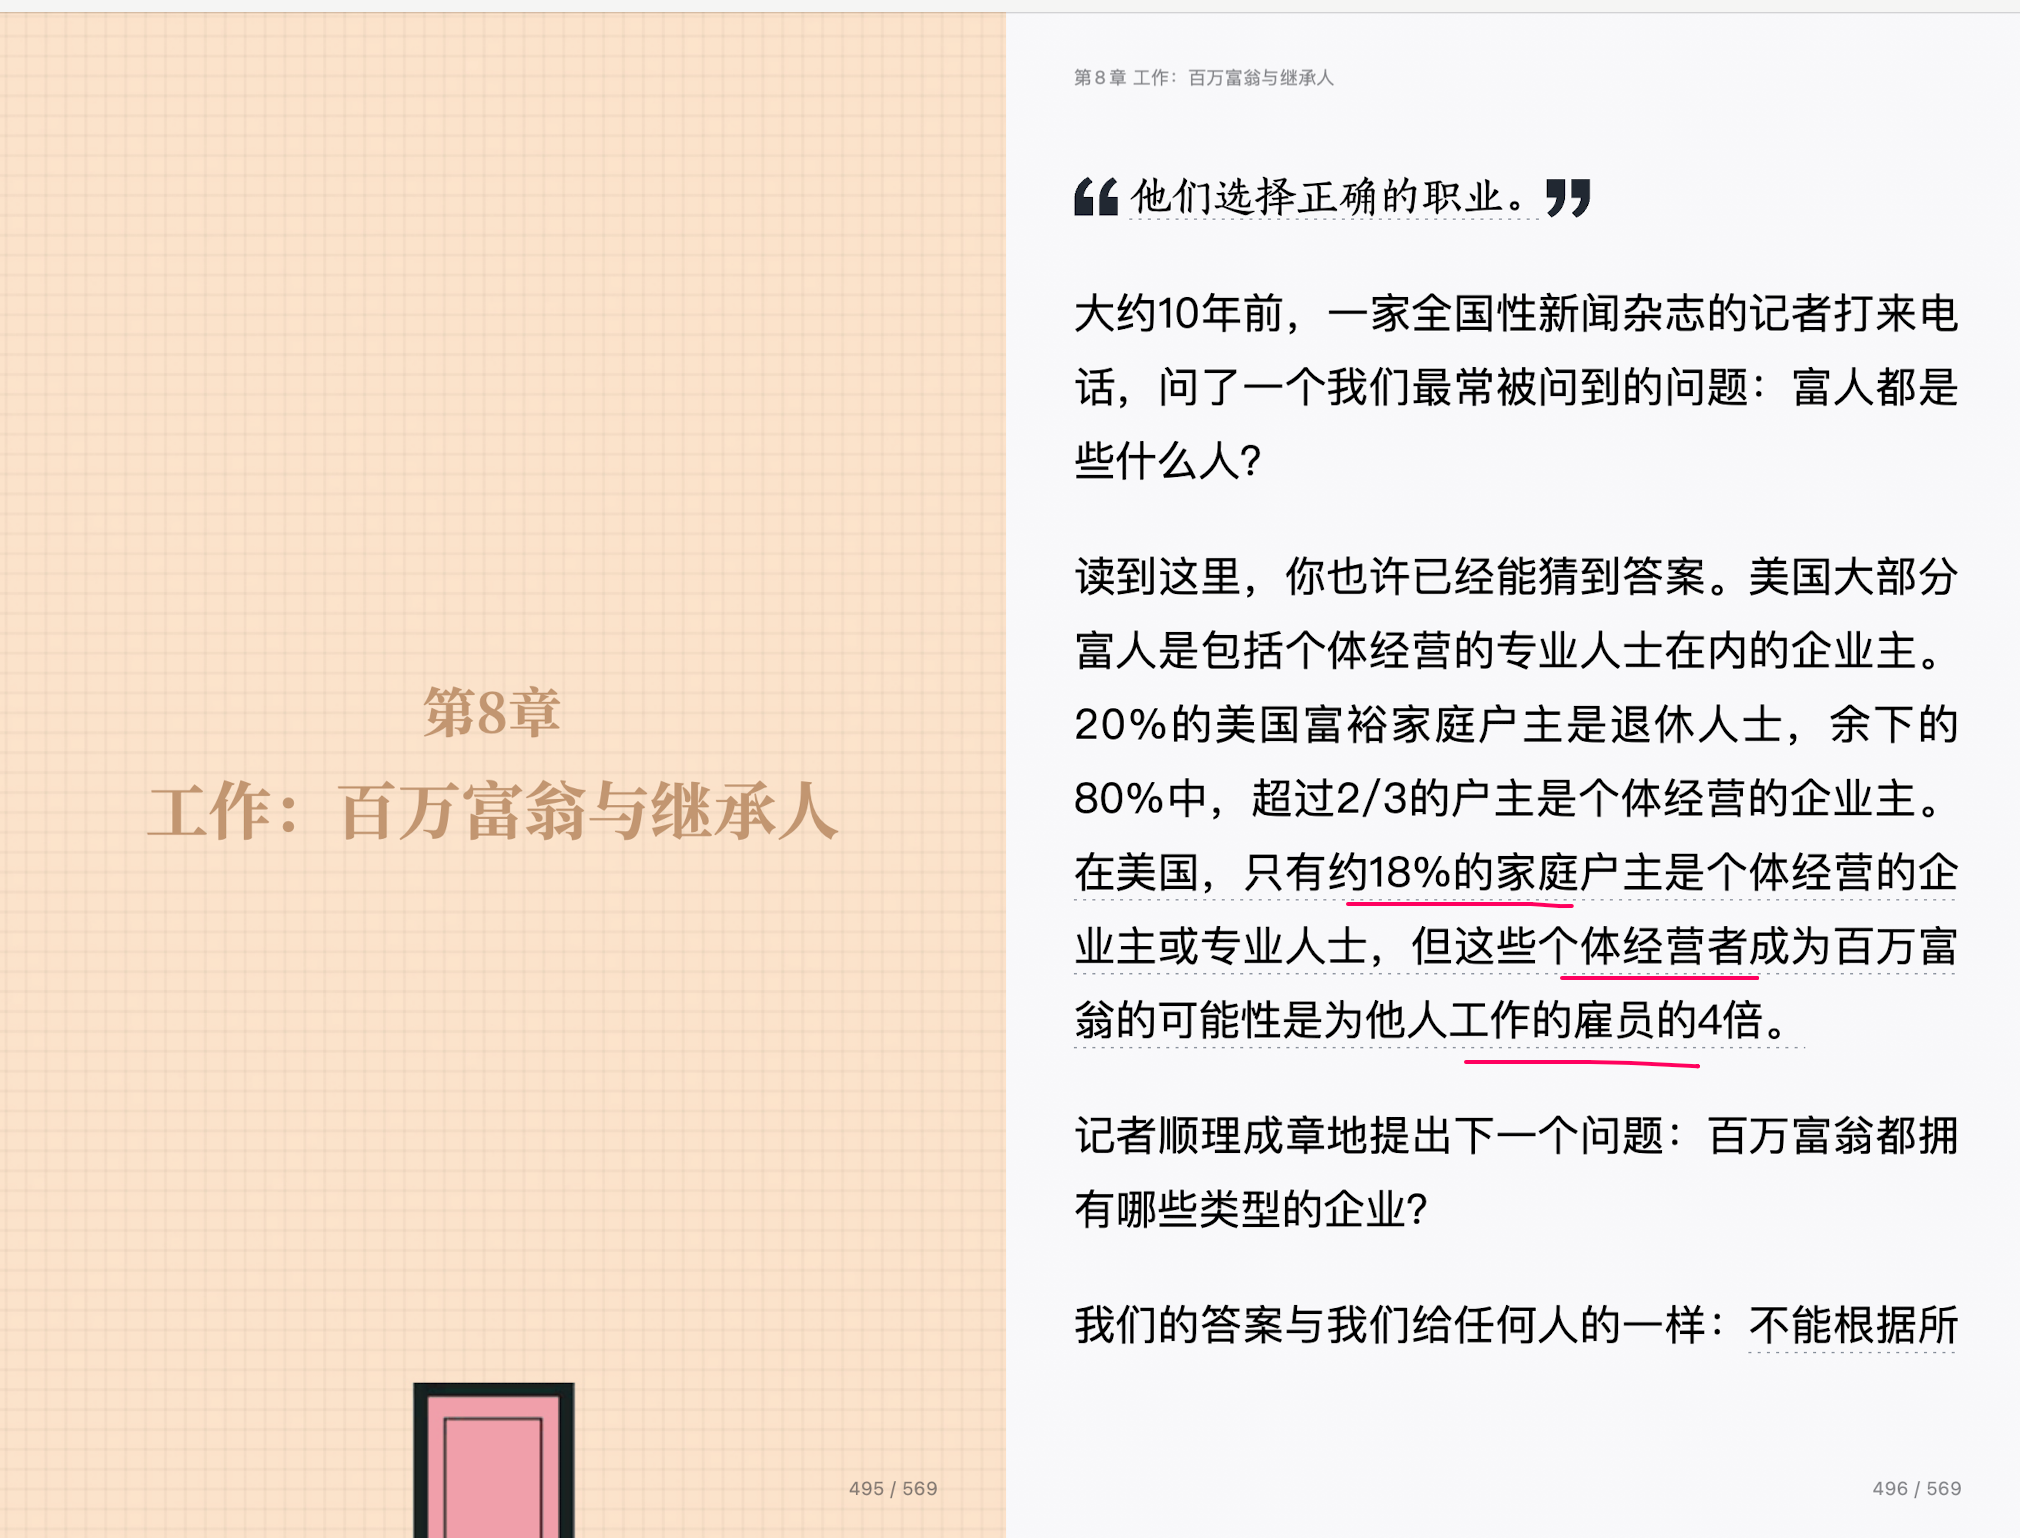 第8章
工作：百万富翁与继承人
495 / 569
第8章 工作：百万富翁与继承人
“他们选择正确的职业。”
大约10年前，一家全国性新闻杂志的记者打来电
话，问了一个我们最常被问到的问题：富人都是
些什么人？
读到这里，你也许已经能猜到答案。美国大部分
富人是包括个体经营的专业人士在内的企业主。
20%的美国富裕家庭户主是退休人士，余下的
80%中，超过2/3的户主是个体经营的企业主。
在美国，只有约18%的家庭户主是个体经营的企
业主或专业人士，但这些个体经营者成为百万富
翁的可能性是为他人工作的雇员的4倍。
记者顺理成章地提出下一个问题：百万富翁都拥
有哪些类型的企业？
我们的答案与我们给任何人的一样：不能根据所
496 / 569